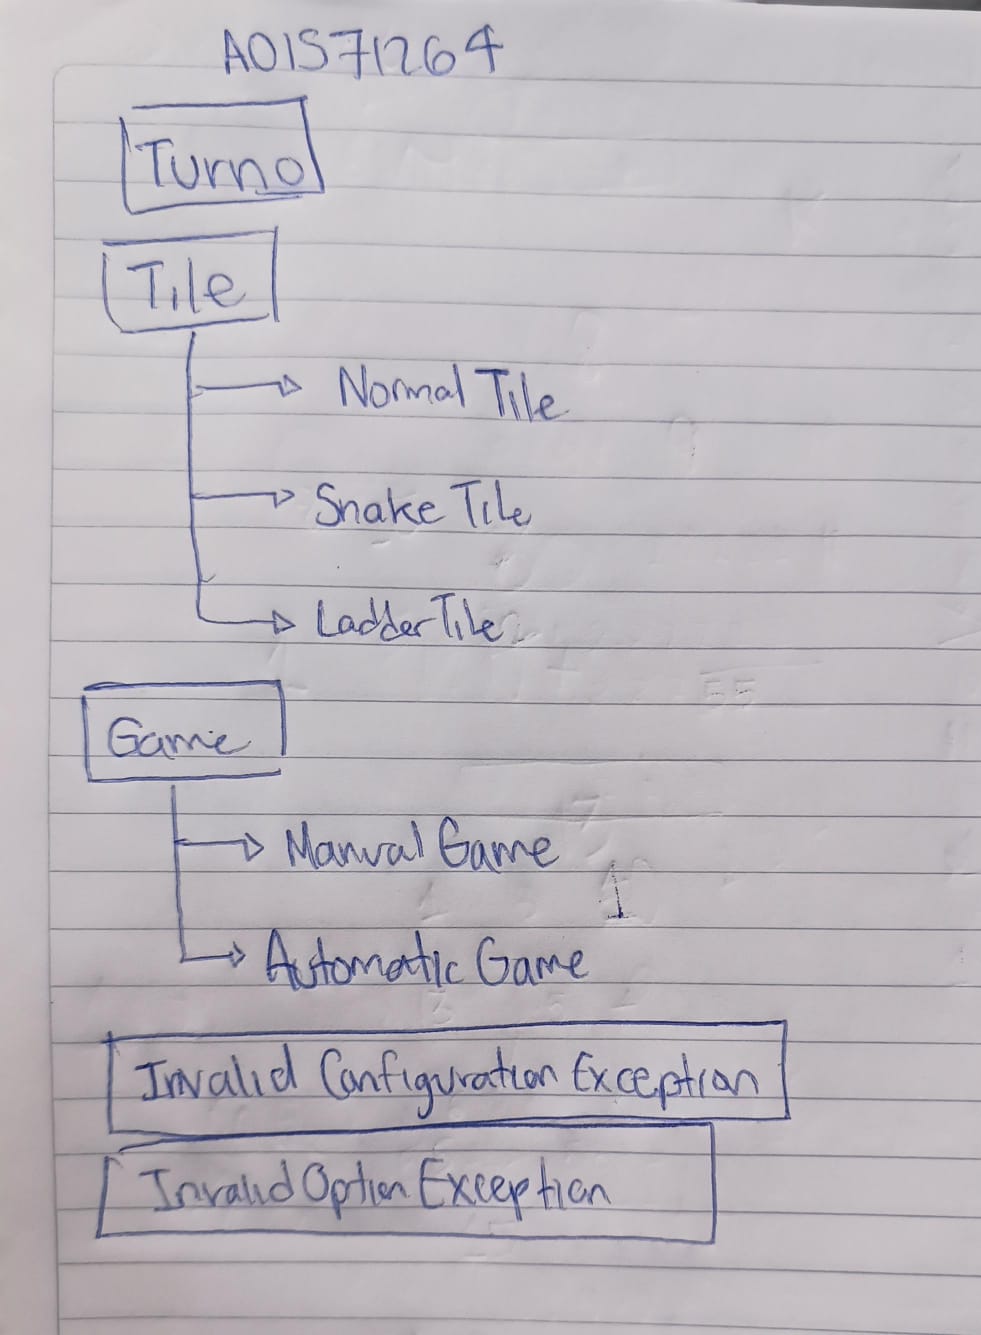 A01571264
Turno
Tile
Normal Tile
Snake Tile
Ladder Tile
Game
Manual Game
Automatic Game
Invalid Configuration Exception
Invalid Option Exception